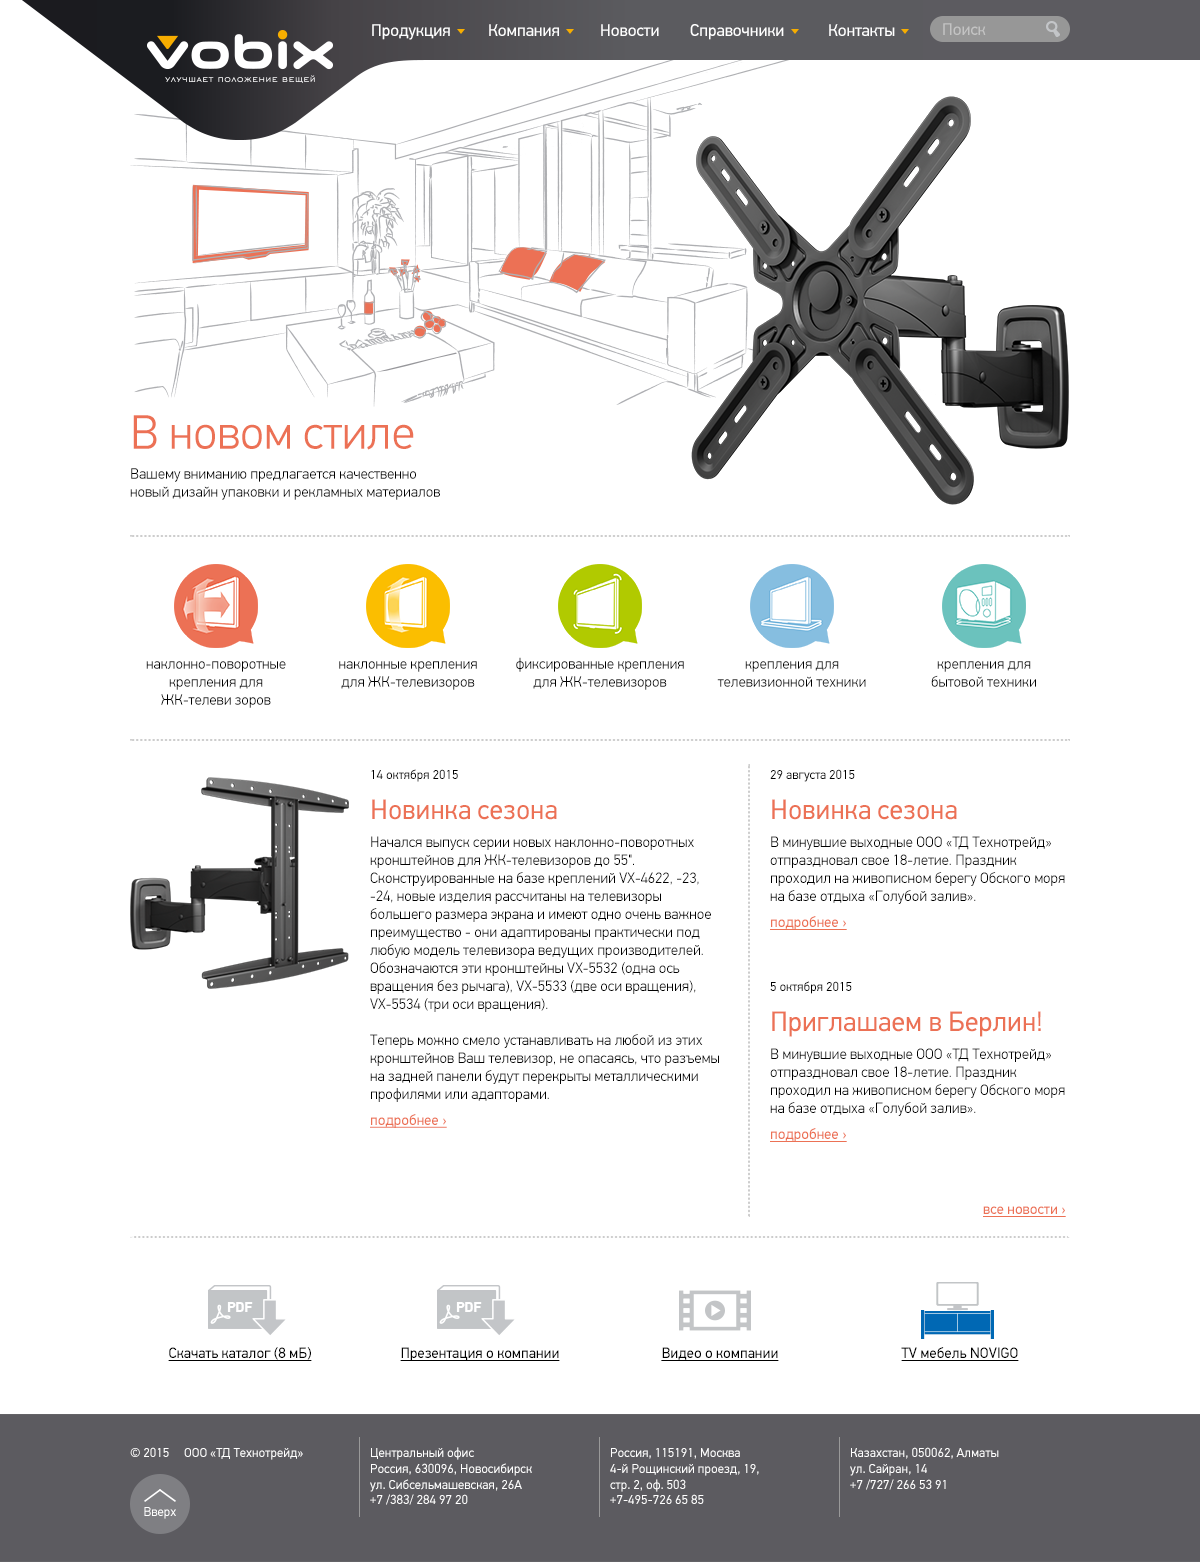 vobix
УЛУЧШАЕТ ПОЛОЖЕНИЕ ВЕЩЕЙ
Продукция
Компания
Новости
Справочники
Контакты
Поиск
В новом стиле
Вашему вниманию предлагается качественно
новый дизайн упаковки и рекламных материалов
наклонно-поворотные
крепления для
ЖК-телеви зоров
наклонные крепления
для ЖК-телевизоров
фиксированные крепления
для ЖК-телевизоров
крепления для
телевизионной техники
крепления для
бытовой техники
14 октября 2015
Новинка сезона
Начался выпуск серии новых наклонно-поворотных
кронштейнов для ЖК-телевизоров до 55".
Сконструированные на базе креплений VX-4622, -23,
-24, новые изделия рассчитаны на телевизоры
большего размера экрана и имеют одно очень важное
преимущество - они адаптированы практически под
любую модель телевизора ведущих производителей.
Обозначаются эти кронштейны VX-5532 (одна ось
вращения без рычага), VX-5533 (две оси вращения),
VX-5534 (три оси вращения).
Теперь можно смело устанавливать на любой из этих
кронштейнов Ваш телевизор, не опасаясь, что разъемы
на задней панели будут перекрыты металлическими
профилями или адапторами.
подробнее ›
29 августа 2015
Новинка сезона
В минувшие выходные ООО «ТД Технотрейд»
отпраздновал свое 18-летие. Праздник
проходил на живописном берегу Обского моря
на базе отдыха «Голубой залив».
подробнее ›
5 октября 2015
Приглашаем в Берлин!
В минувшие выходные ООО «ТД Технотрейд»
отпраздновал свое 18-летие. Праздник
проходил на живописном берегу Обского моря
на базе отдыха «Голубой залив».
подробнее ›
все новости ›
PDF
Скачать каталог (8 мБ)
PDF
Презентация о компании
Видео о компании
TV мебель NOVIGO
© 2015 ООО «ТД Технотрейд»
Вверх
Центральный офис
Россия, 630096, Новосибирск
ул. Сибсельмашевская, 26А
+7 /383/ 284 97 20
Россия, 115191, Москва
4-й Рощинский проезд, 19,
стр. 2, оф. 503
+7-495-726 65 85
Казахстан, 050062, Алматы
ул. Сайран, 14
+7 /727/ 266 53 91